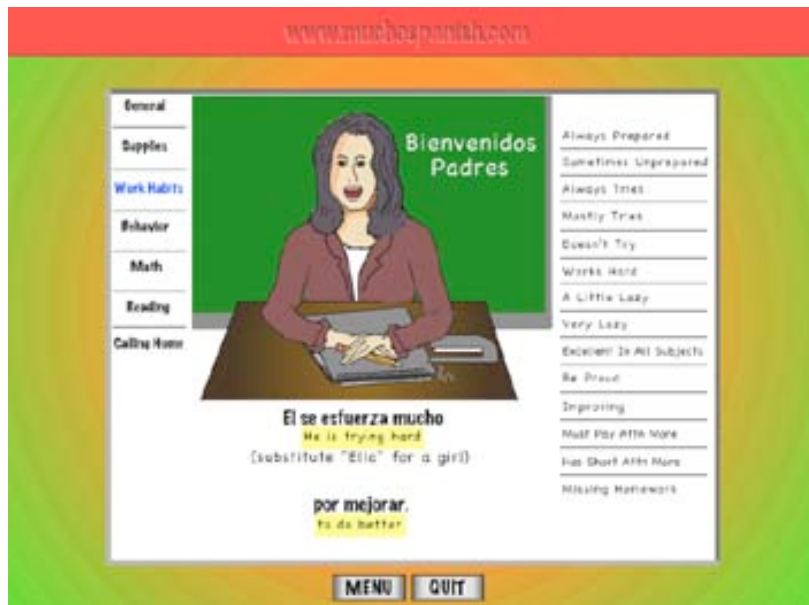 www.muchospanish.com
General
Supplies
Work Habits
Behavior
Math
Reading
Calling Home
Bienvenidos
Padres
El se esfuerza mucho
He is trying hard
(substitute "Ella" for a girl)
por mejorar.
to do better
Always Prepared
Sometimes Unprepared
Always Tries
Mostly Tries
Doesn't Try
Works Hard
A Little Lazy
Very Lazy
Excellent In All Subjects
Be Proud
Improving
Must Pay Attn More
Has Short Attn More
Missing Homework
MENU
QUIT